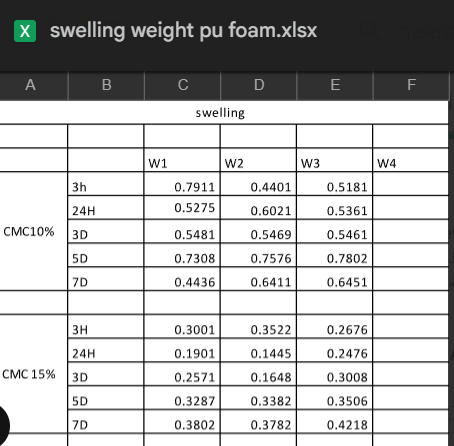 X swelling weight pu foam.xlsx
A B C D E F
swelling
W1 W2 W3 W4
3h 0.7911 0.4401 0.5181
24H 0.5275 0.6021 0.5361
CMC10% 3D 0.5481 0.5469 0.5461
5D 0.7308 0.7576 0.7802
7D 0.4436 0.6411 0.6451
3H 0.3001 0.3522 0.2676
24H 0.1901 0.1445 0.2476
CMC 15% 3D 0.2571 0.1648 0.3008
5D 0.3287 0.3382 0.3506
7D 0.3802 0.3782 0.4218